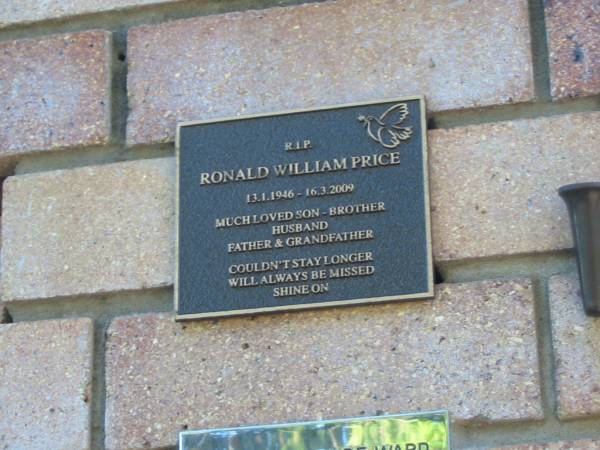 R.I.P.
RONALD WILLIAM PRICE
13.1.1946 - 16.3.2009
MUCH LOVED SON - BROTHER
HUSBAND
FATHER & GRANDFATHER
COULDN'T STAY LONGER
WILL ALWAYS BE MISSED
SHINE ON
WARD